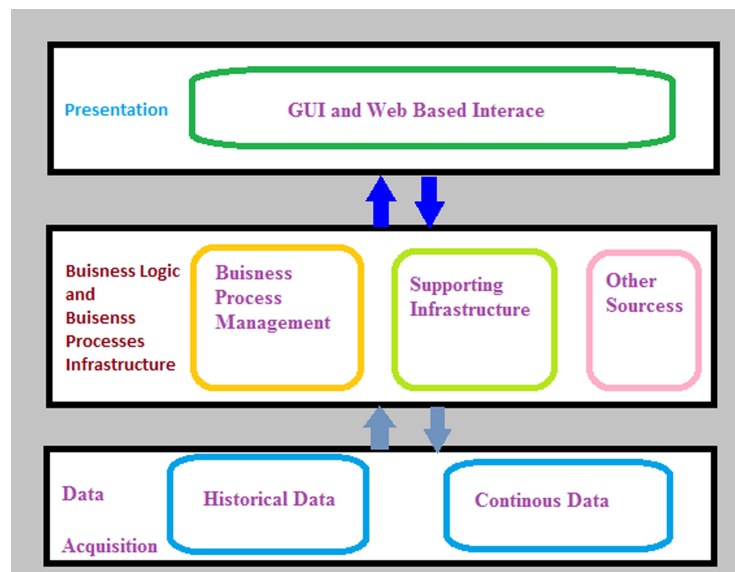 Presentation
GUI and Web Based Interace
Buisness Logic
and
Buisenss
Processes
Infrastructure
Buisness
Process
Management
Supporting
Infrastructure
Other
Sourcess
Data
Acquisition
Historical Data
Continous Data